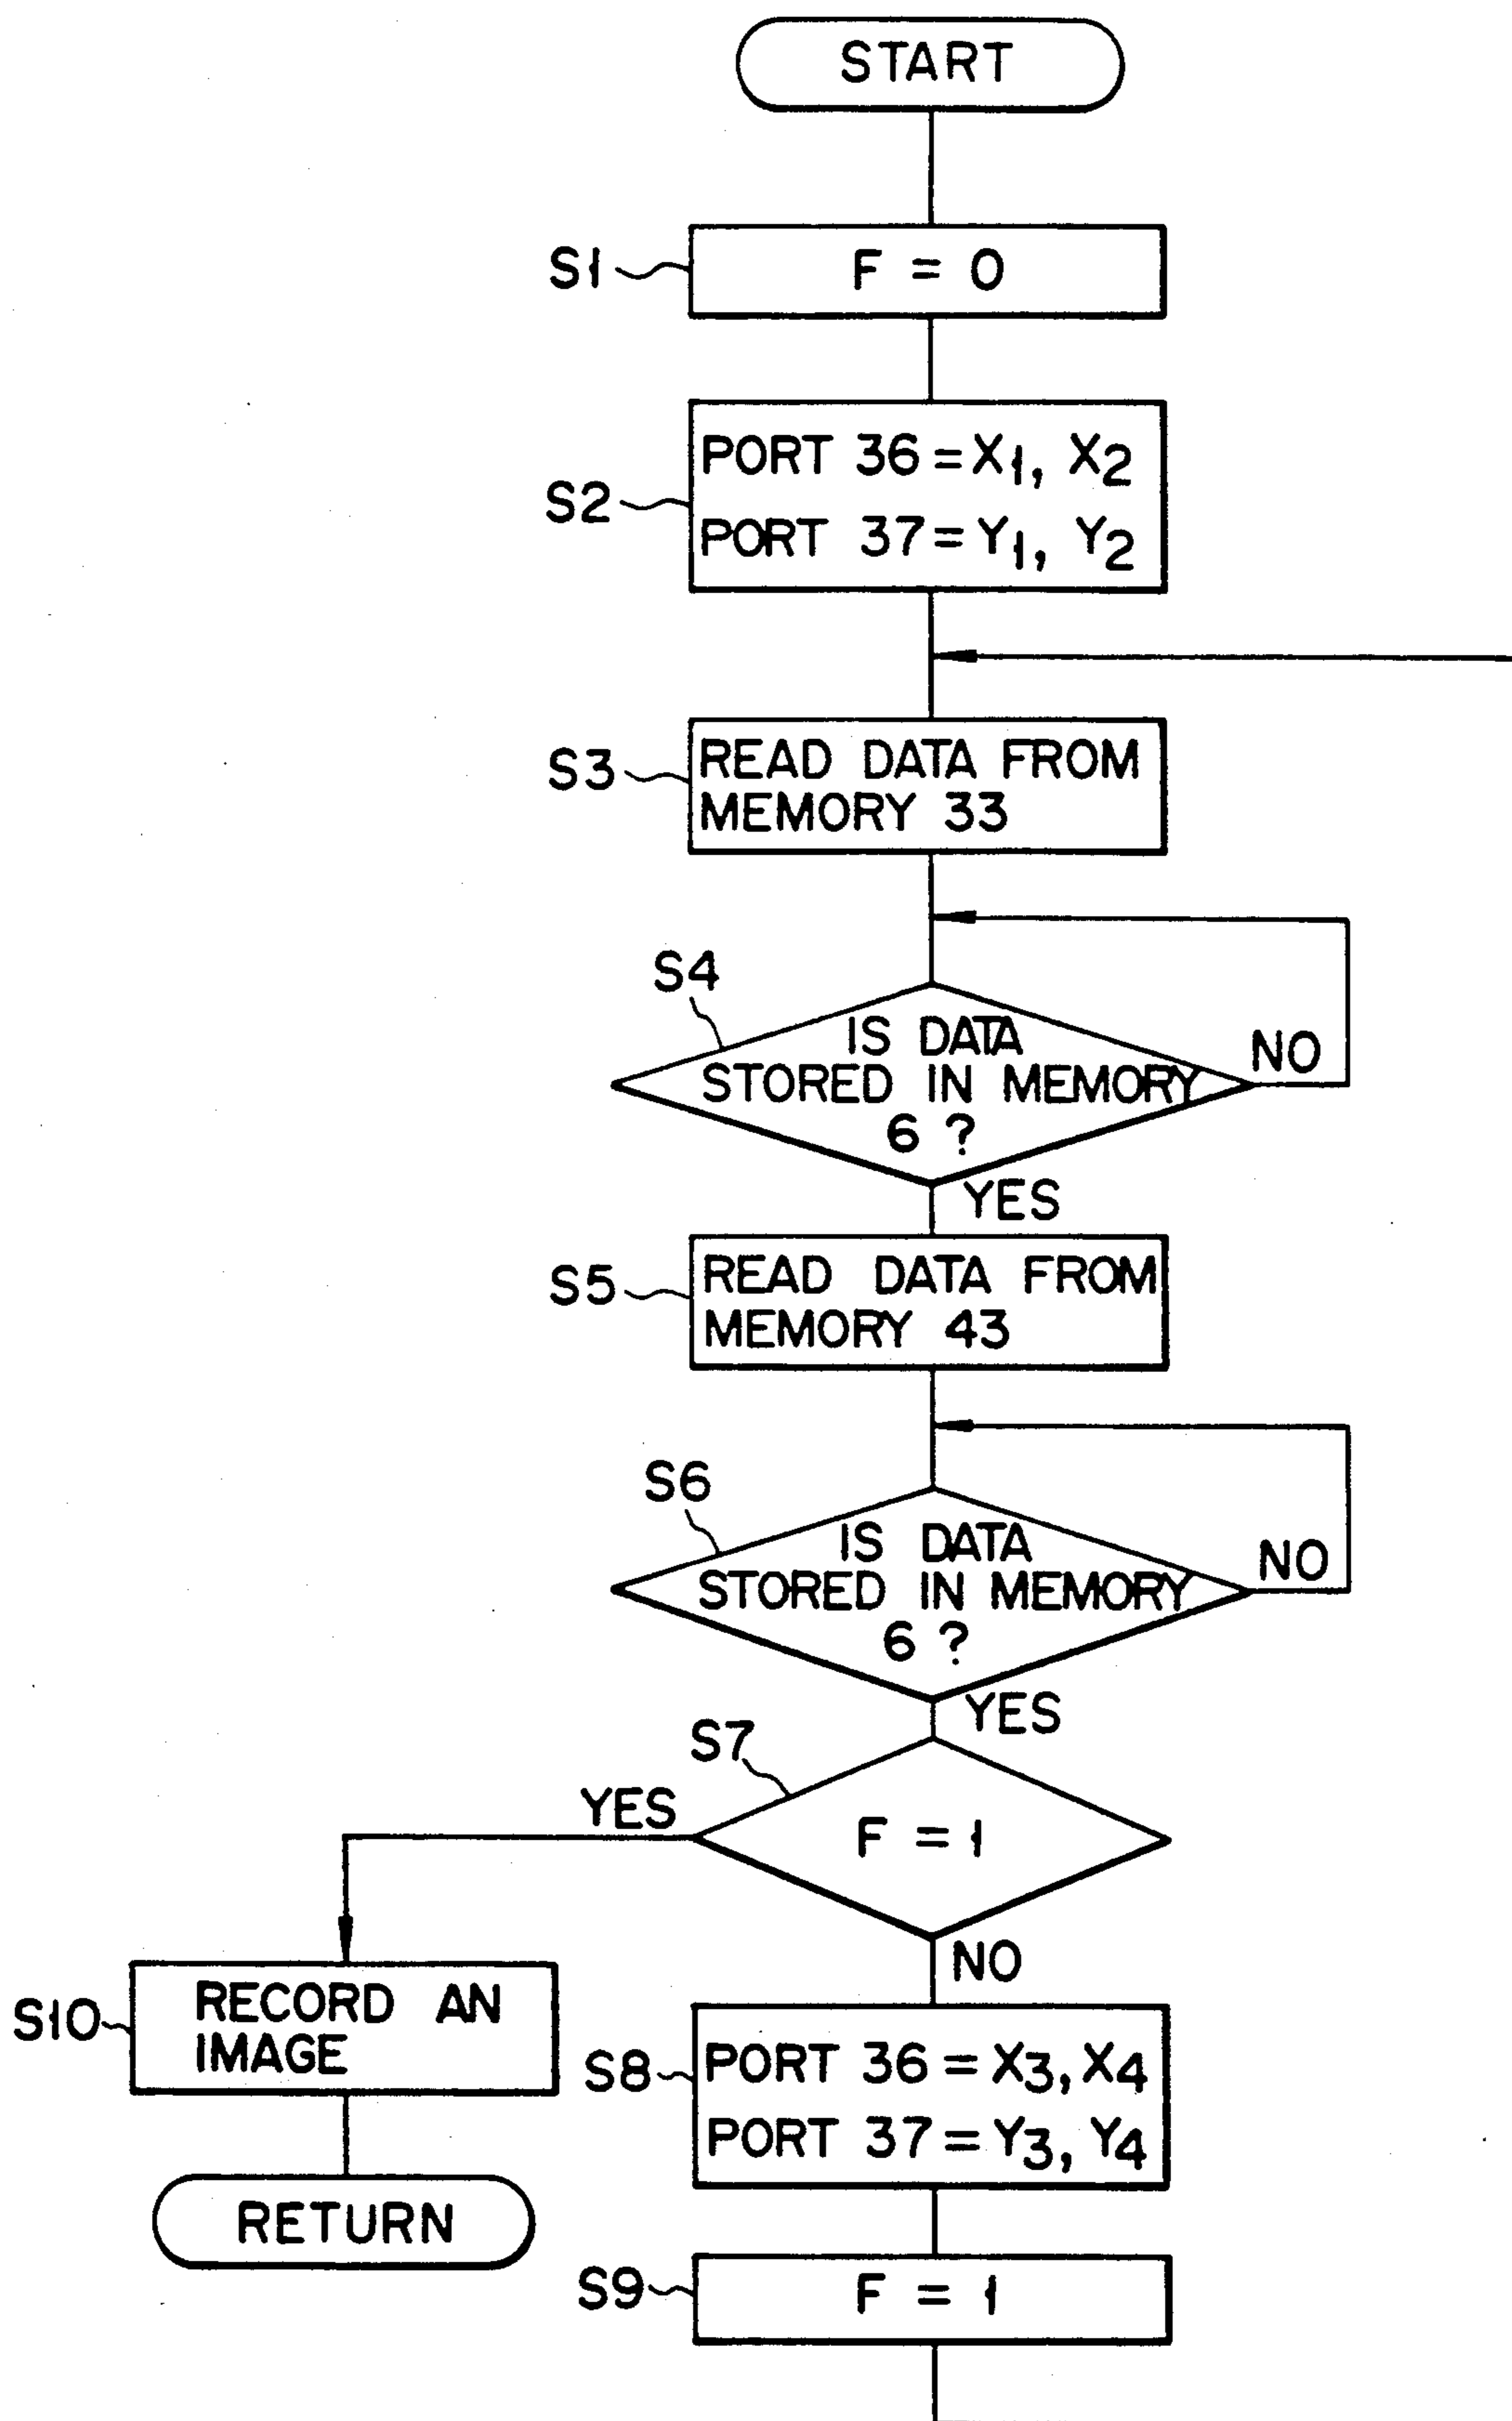 START
S1
F = 0
S2
PORT 36 = X1, X2
PORT 37 = Y1, Y2
S3
READ DATA FROM
MEMORY 33
S4
IS DATA
STORED IN MEMORY
6 ?
NO
YES
S5
READ DATA FROM
MEMORY 43
S6
IS DATA
STORED IN MEMORY
6 ?
NO
YES
S7
F = 1
YES
NO
S10
RECORD AN
IMAGE
RETURN
S8
PORT 36 = X3, X4
PORT 37 = Y3, Y4
S9
F = 1